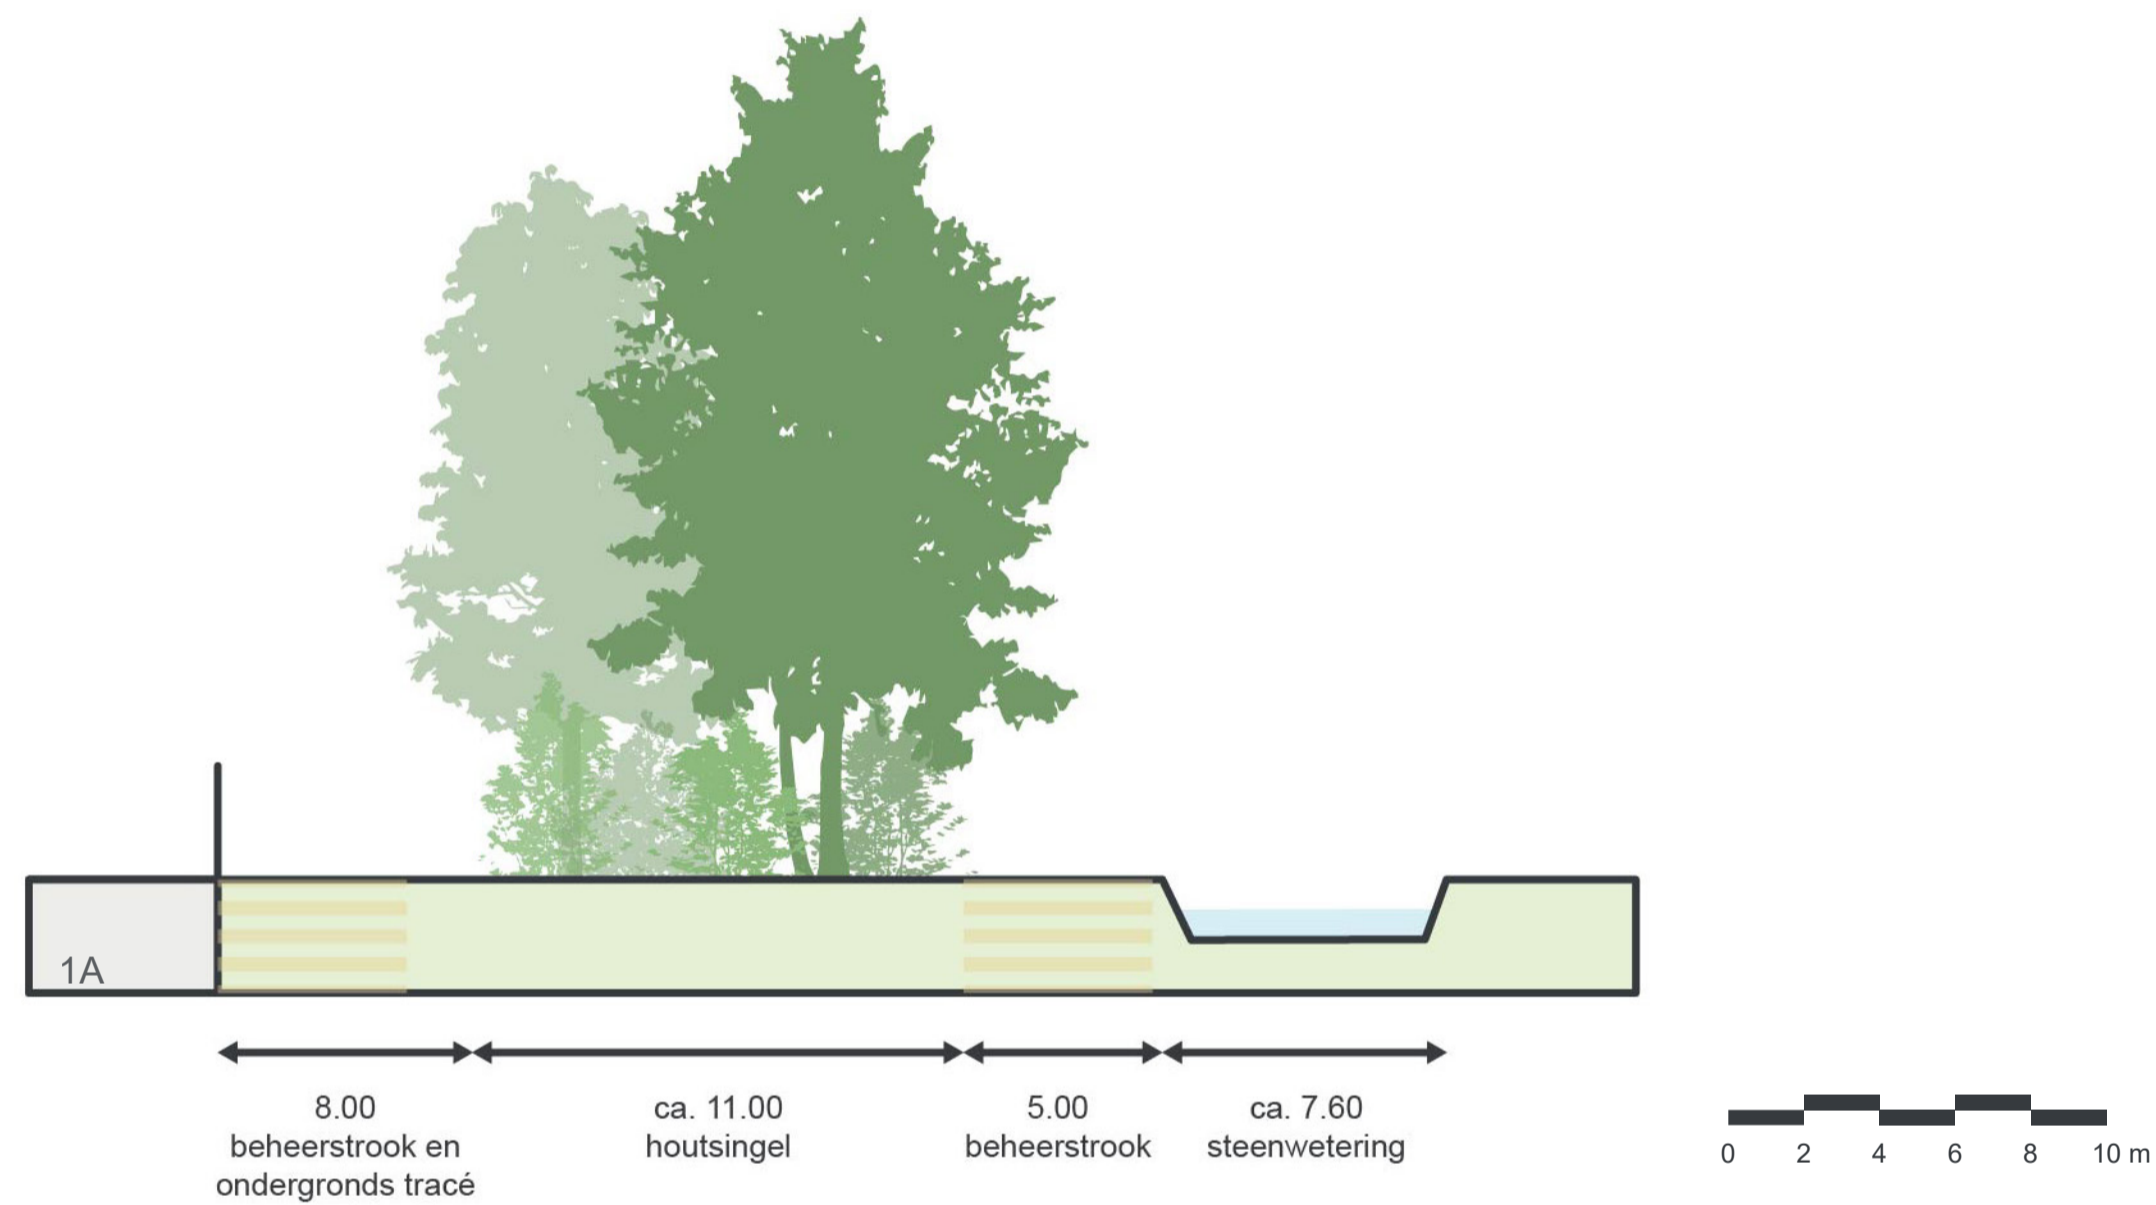 1A
8.00
beheerstrook en
ondergronds tracé
ca. 11.00
houtsingel
5.00
beheerstrook
ca. 7.60
steenwetering
0 2 4 6 8 10 m